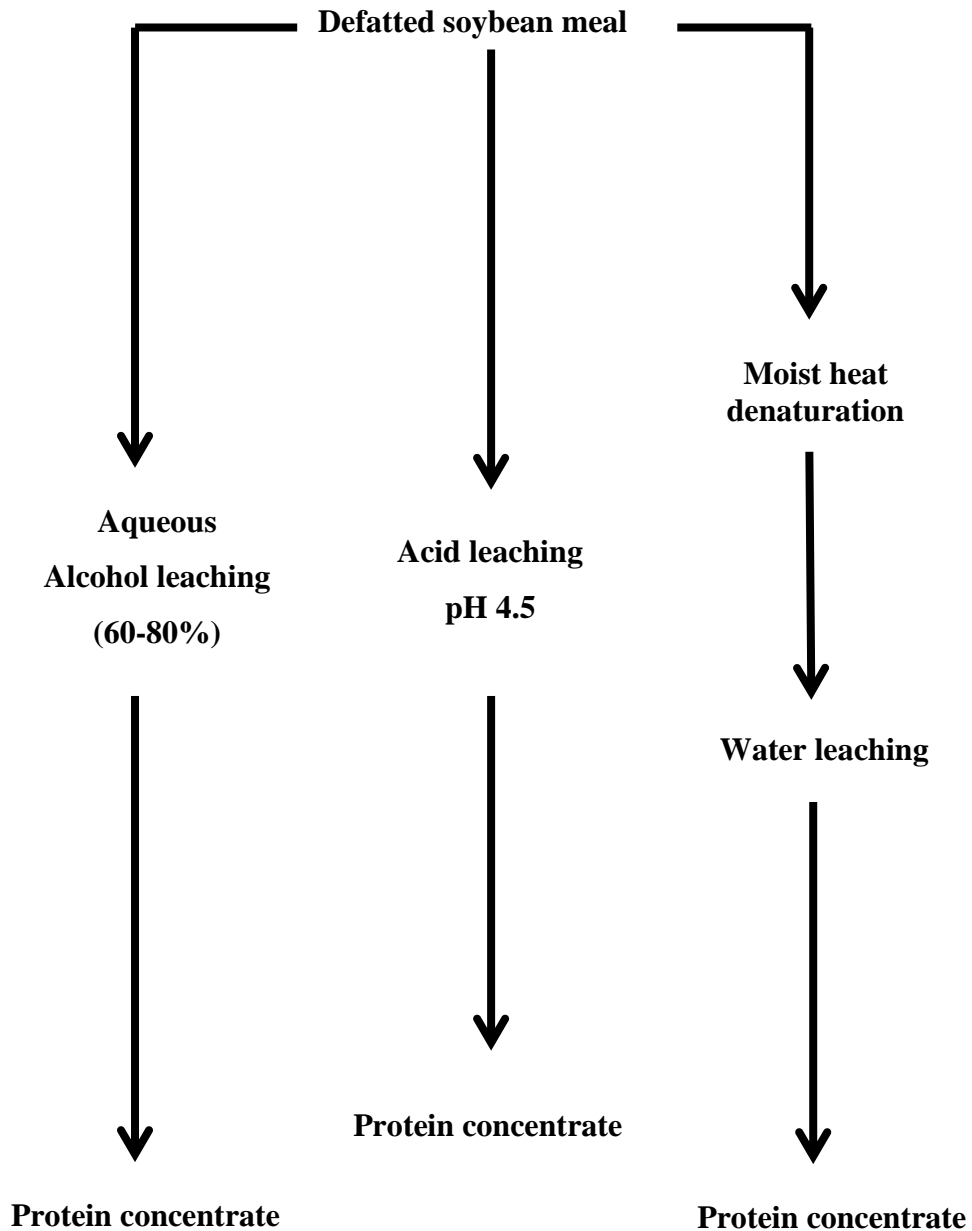 Defatted soybean meal
Moist heat
denaturation
Aqueous
Alcohol leaching
(60-80%)
Acid leaching
pH 4.5
Water leaching
Protein concentrate
Protein concentrate
Protein concentrate